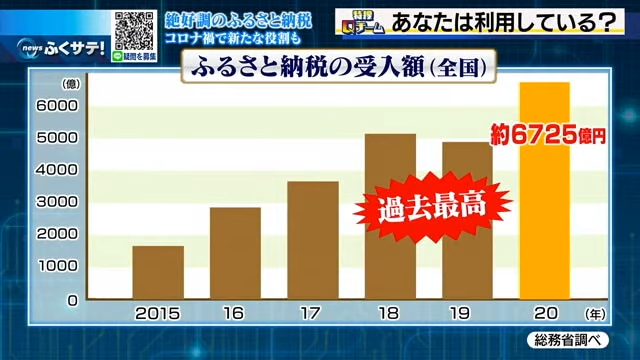 news ふくサテ!
疑問を募集
絶好調のふるさと納税
コロナ禍で新たな役割も
特捜
Qチーム
あなたは利用している?
ふるさと納税の受入額(全国)
(億)
6000
5000
4000
3000
2000
1000
0
約6725億円
過去最高
2015 16 17 18 19 20 (年)
総務省調べ